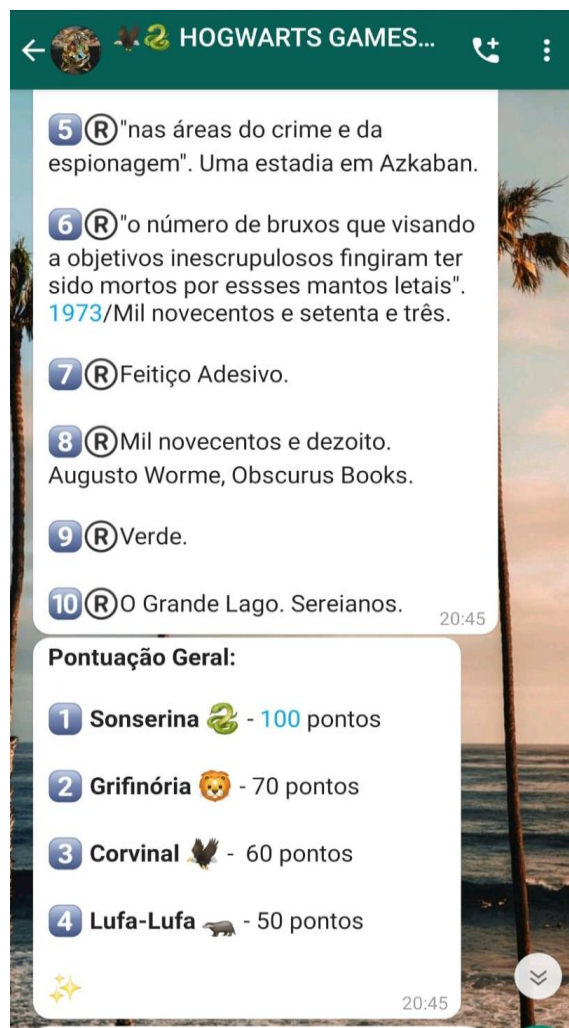 🦅🐍 HOGWARTS GAMES...
5️⃣®️"nas áreas do crime e da
espionagem". Uma estadia em Azkaban.
6️⃣®️"o número de bruxos que visando
a objetivos inescrupulosos fingiram ter
sido mortos por essses mantos letais".
1973/Mil novecentos e setenta e três.
7️⃣®️Feitiço Adesivo.
8️⃣®️Mil novecentos e dezoito.
Augusto Worme, Obscurus Books.
9️⃣®️Verde.
🔟®️O Grande Lago. Sereianos.
20:45
Pontuação Geral:
1️⃣ Sonserina 🐍 - 100 pontos
2️⃣ Grifinória 🦁 - 70 pontos
3️⃣ Corvinal 🦅 -  60 pontos
4️⃣ Lufa-Lufa 🦡 - 50 pontos
✨
20:45